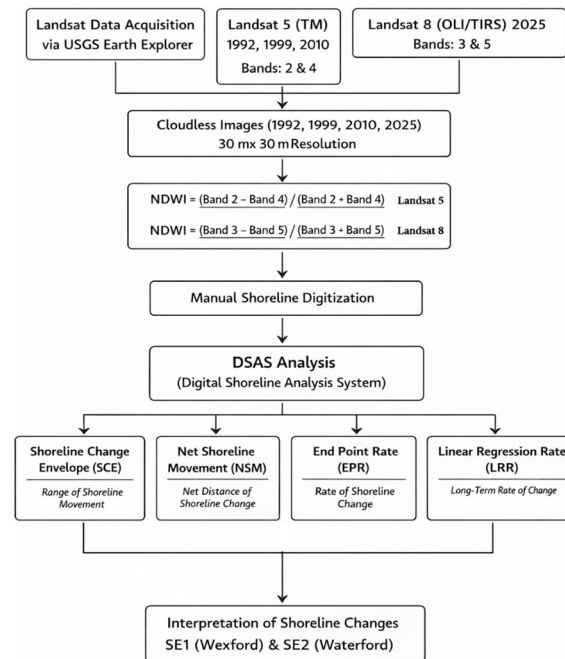 Landsat Data Acquisition
via USGS Earth Explorer
Landsat 5 (TM)
1992, 1999, 2010
Bands: 2 & 4
Landsat 8 (OLI/TIRS) 2025
Bands: 3 & 5
Cloudless Images (1992, 1999, 2010, 2025)
30 mx 30 m Resolution
NDWI = (Band 2 – Band 4) / (Band 2 + Band 4) Landsat 5
NDWI = (Band 3 – Band 5) / (Band 3 + Band 5) Landsat 8
Manual Shoreline Digitization
DSAS Analysis
(Digital Shoreline Analysis System)
Shoreline Change
Envelope (SCE)
Range of Shoreline
Movement
Net Shoreline
Movement (NSM)
Net Distance of
Shoreline Change
End Point Rate
(EPR)
Rate of Shoreline
Change
Linear Regression Rate
(LRR)
Long-Term Rate of Change
Interpretation of Shoreline Changes
SE1 (Wexford) & SE2 (Waterford)